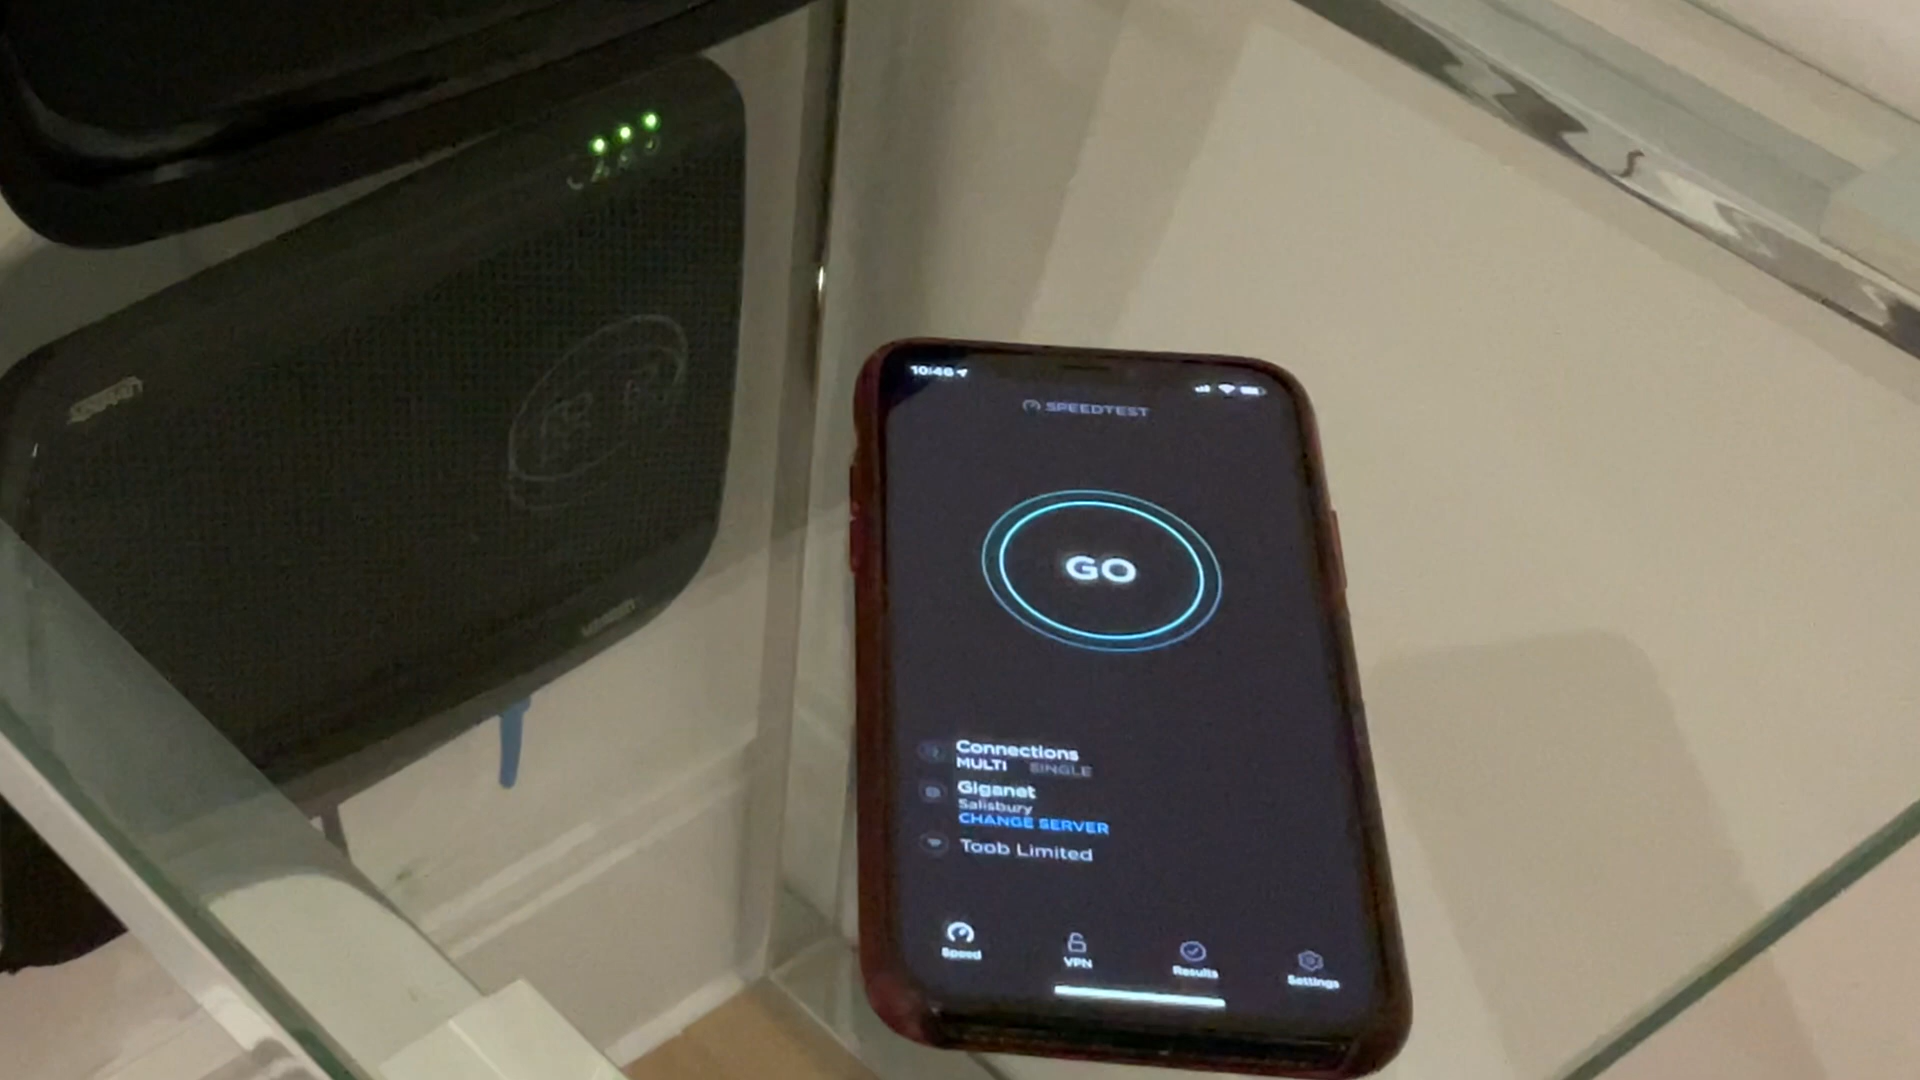 10:46
SPEEDTEST
GO
Connections
MULTI SINGLE
Giganet
Salisbury
CHANGE SERVER
Toob Limited
Speed
VPN
Results
Settings